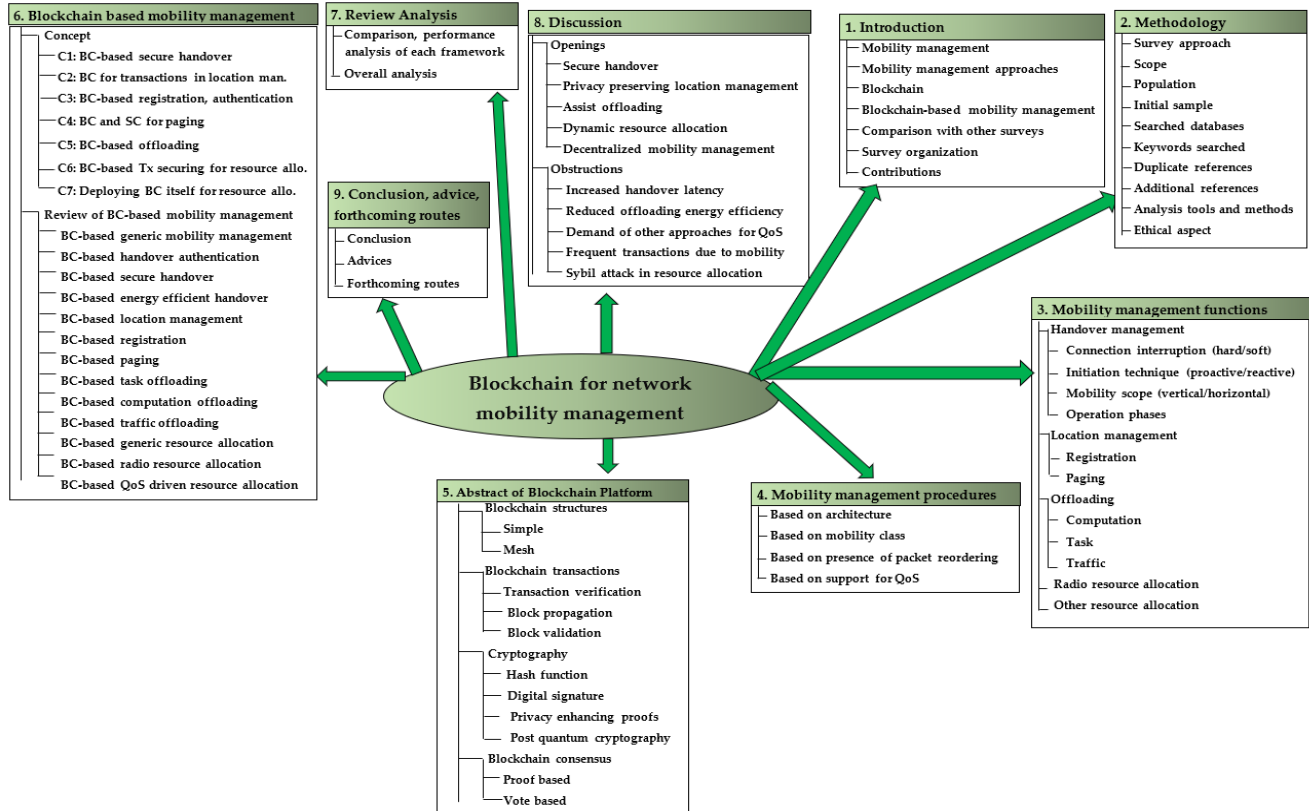 6. Blockchain based mobility management
Concept
C1: BC-based secure handover
C2: BC for transactions in location man.
C3: BC-based registration, authentication
C4: BC and SC for paging
C5: BC-based offloading
C6: BC-based Tx securing for resource allo.
C7: Deploying BC itself for resource allo.
Review of BC-based mobility management
BC-based generic mobility management
BC-based handover authentication
BC-based secure handover
BC-based energy efficient handover
BC-based location management
BC-based registration
BC-based paging
BC-based task offloading
BC-based computation offloading
BC-based traffic offloading
BC-based generic resource allocation
BC-based radio resource allocation
BC-based QoS driven resource allocation
7. Review Analysis
Comparison, performance
analysis of each framework
Overall analysis
9. Conclusion, advice,
forthcoming routes
Conclusion
Advices
Forthcoming routes
8. Discussion
Openings
Secure handover
Privacy preserving location management
Assist offloading
Dynamic resource allocation
Decentralized mobility management
Obstructions
Increased handover latency
Reduced offloading energy efficiency
Demand of other approaches for QoS
Frequent transactions due to mobility
Sybil attack in resource allocation
1. Introduction
Mobility management
Mobility management approaches
Blockchain
Blockchain-based mobility management
Comparison with other surveys
Survey organization
Contributions
2. Methodology
Survey approach
Scope
Population
Initial sample
Searched databases
Keywords searched
Duplicate references
Additional references
Analysis tools and methods
Ethical aspect
Blockchain for network
mobility management
3. Mobility management functions
Handover management
Connection interruption (hard/soft)
Initiation technique (proactive/reactive)
Mobility scope (vertical/horizontal)
Operation phases
Location management
Registration
Paging
Offloading
Computation
Task
Traffic
Radio resource allocation
Other resource allocation
4. Mobility management procedures
Based on architecture
Based on mobility class
Based on presence of packet reordering
Based on support for QoS
5. Abstract of Blockchain Platform
Blockchain structures
Simple
Mesh
Blockchain transactions
Transaction verification
Block propagation
Block validation
Cryptography
Hash function
Digital signature
Privacy enhancing proofs
Post quantum cryptography
Blockchain consensus
Proof based
Vote based